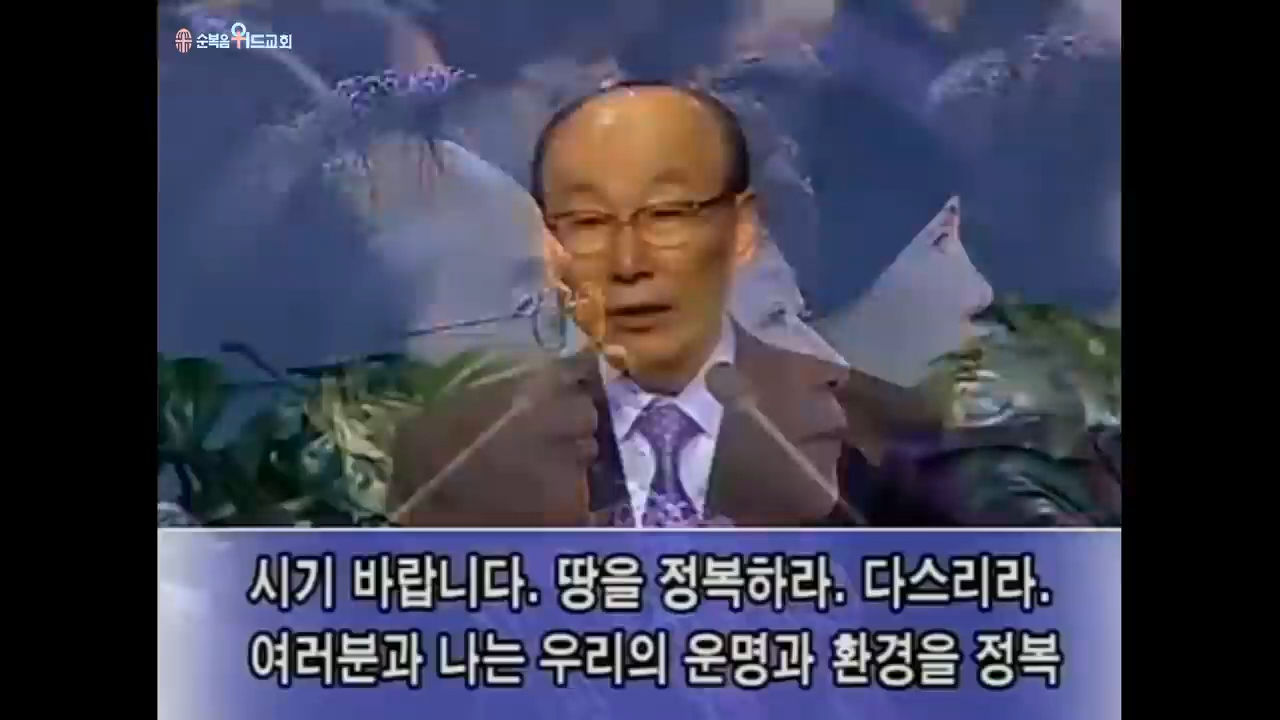 순복음워드교회
시기 바랍니다. 땅을 정복하라. 다스리라.
여러분과 나는 우리의 운명과 환경을 정복